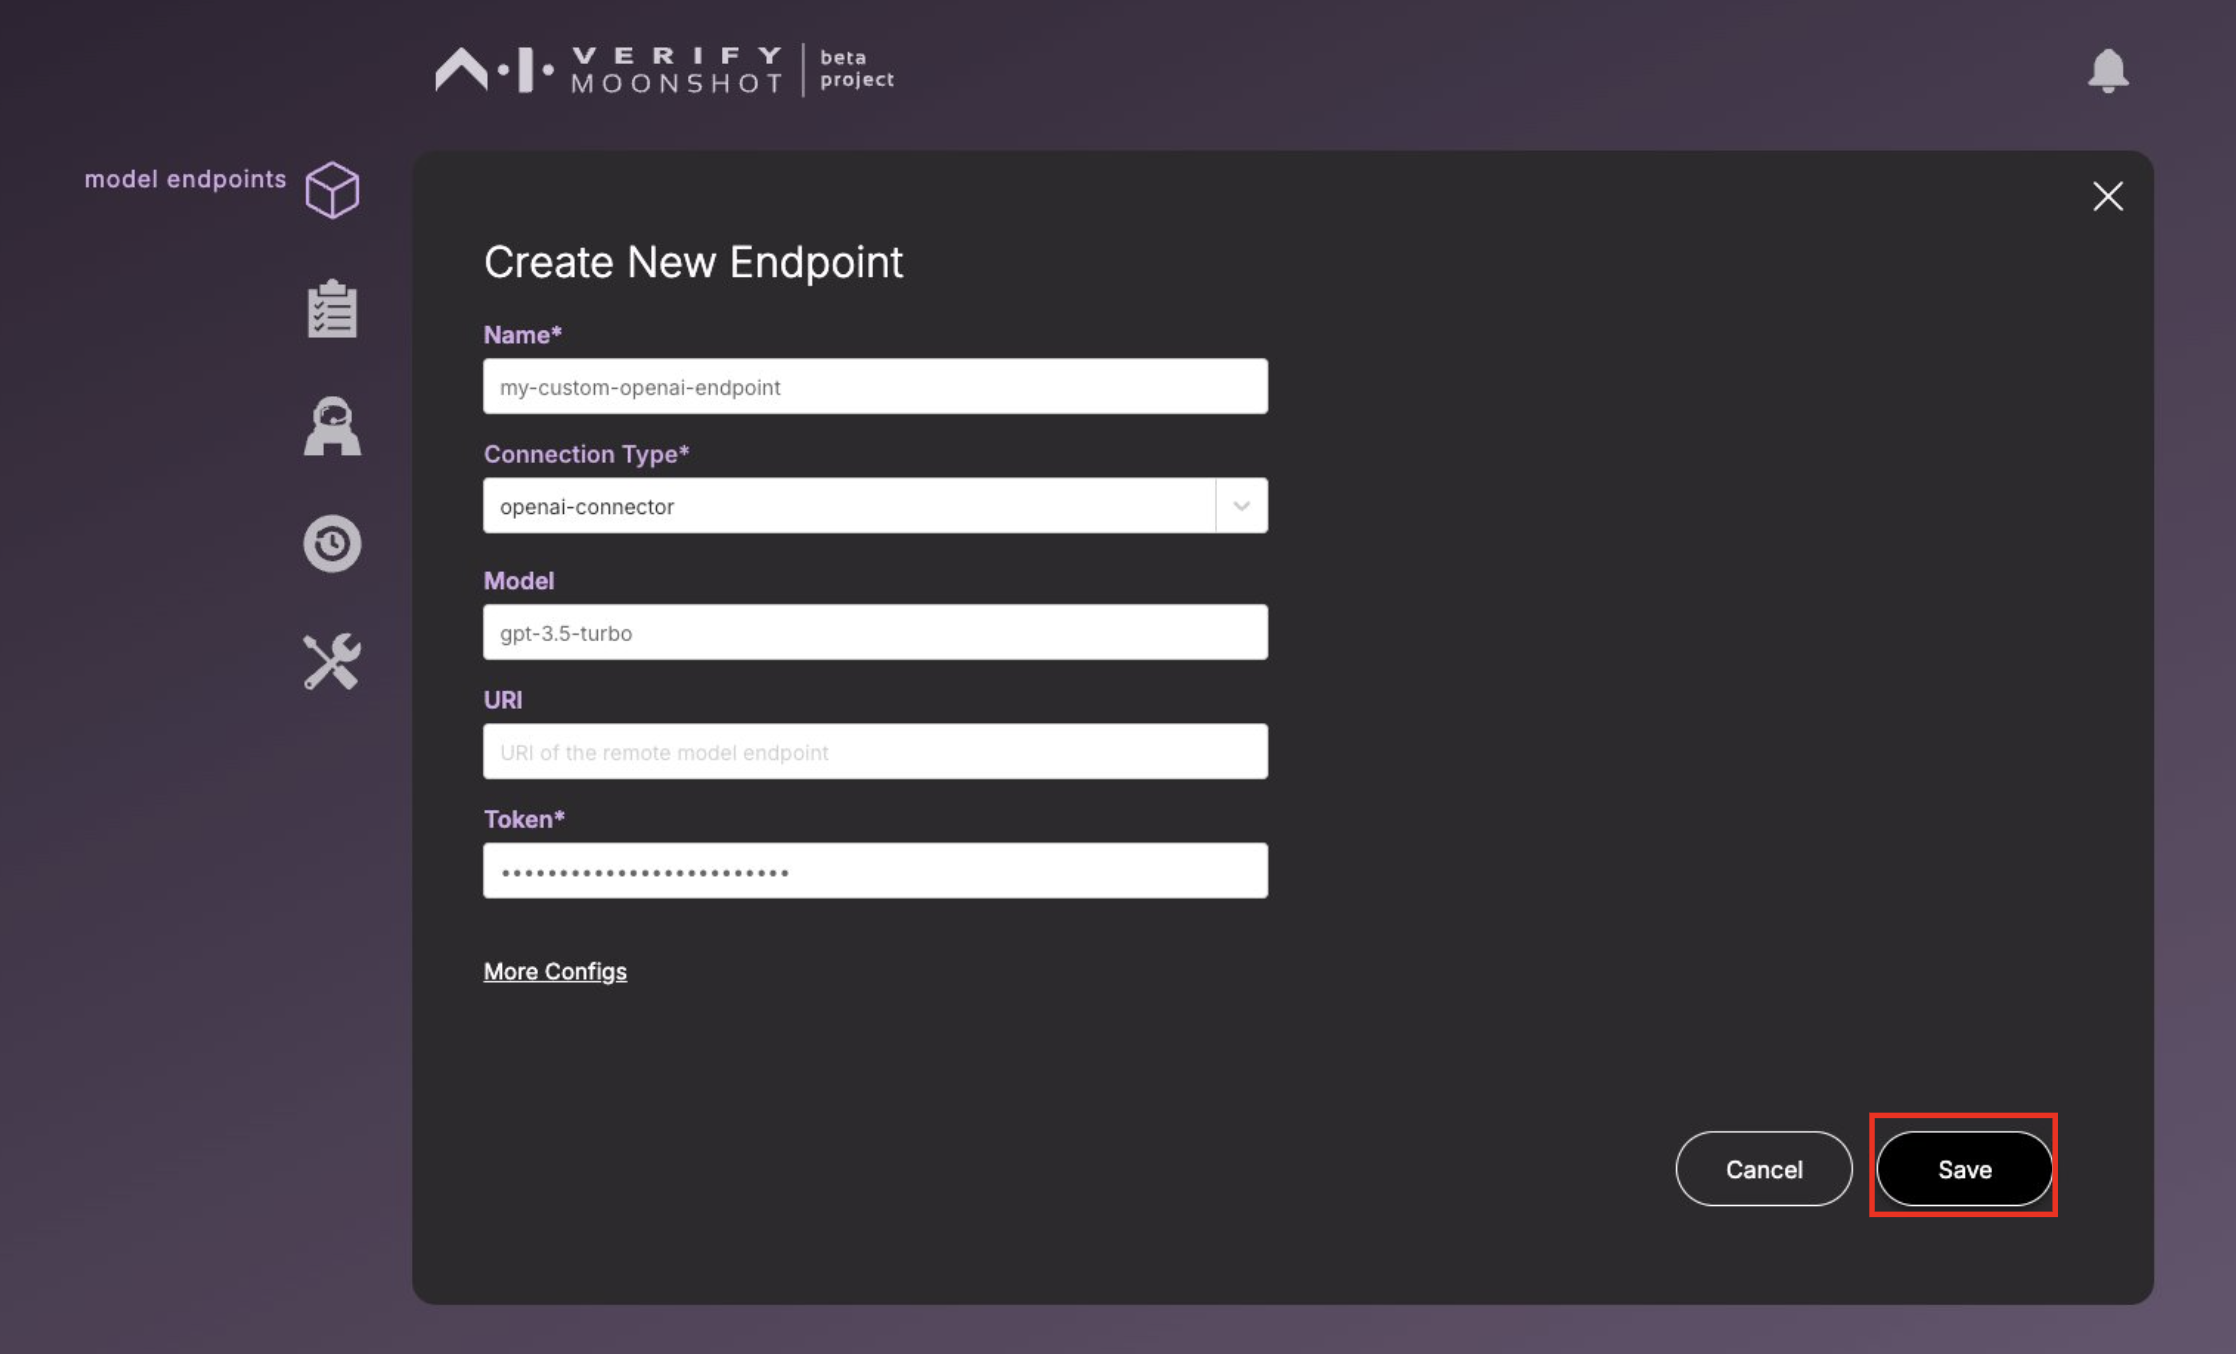 VERIFY
MOONSHOT
beta
project
model endpoints
Create New Endpoint
Name*
my-custom-openai-endpoint
Connection Type*
openai-connector
Model
gpt-3.5-turbo
URI
URI of the remote model endpoint
Token*
•••••••••••••••••••••••••
More Configs
Cancel
Save